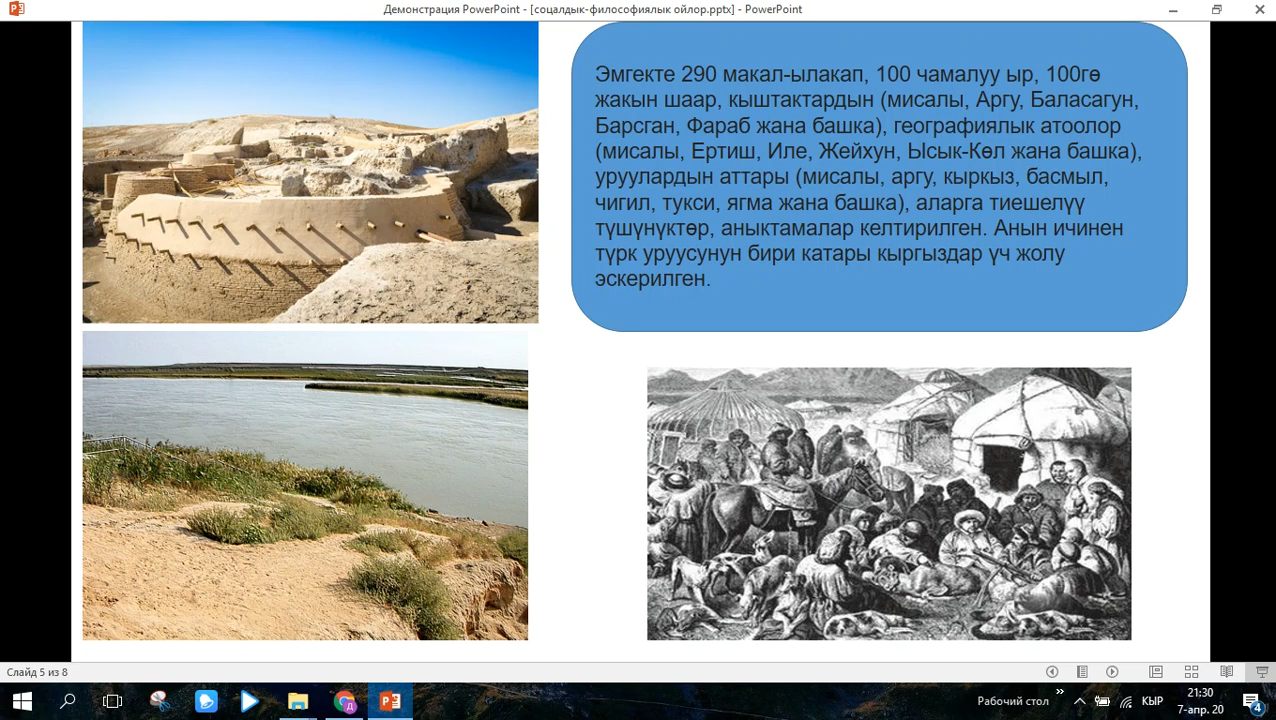 Демонстрация PowerPoint - [соцалдык-философиялык ойлор.pptx] - PowerPoint
Эмгекте 290 макал-ылакап, 100 чамалуу ыр, 100гө
жакын шаар, кыштактардын (мисалы, Аргу, Баласагун,
Барсган, Фараб жана башка), географиялык атоолор
(мисалы, Ертиш, Иле, Жейхун, Ысык-Көл жана башка),
уруулардын аттары (мисалы, аргу, кыркыз, басмыл,
чигил, тукси, ягма жана башка), аларга тиешелүү
түшүнүктөр, аныктамалар келтирилген. Анын ичинен
түрк уруусунун бири катары кыргыздар үч жолу
эскерилген.
Слайд 5 из 8
Рабочий стол
КЫР
21:30
7-апр. 20
4